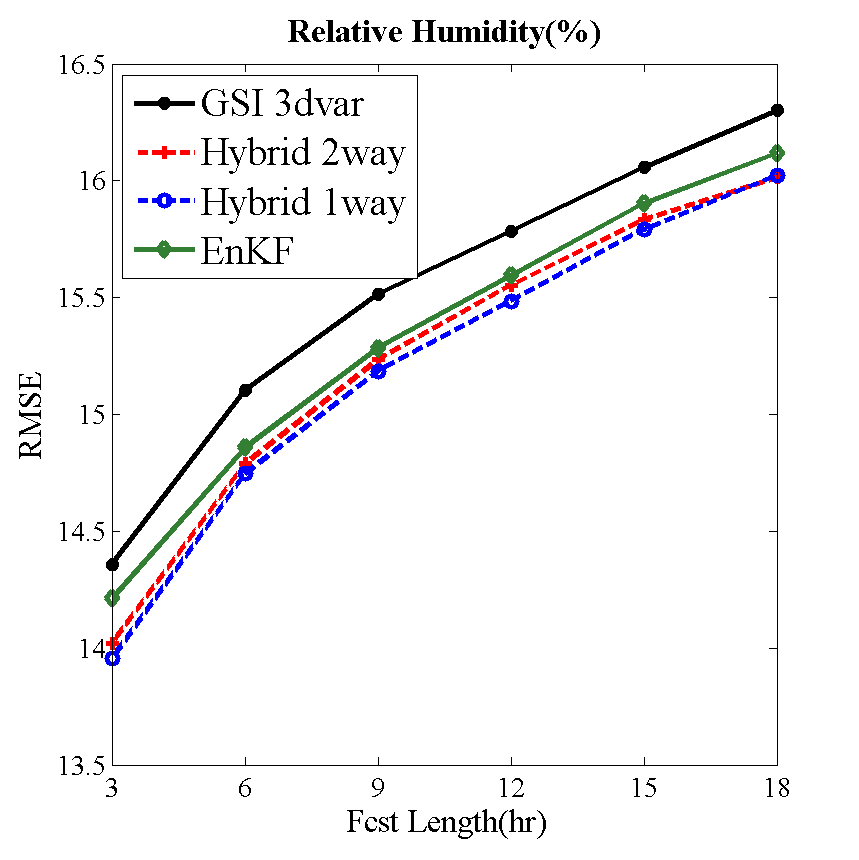 Relative Humidity(%)
16.5
16
15.5
15
14.5
14
13.5
RMSE
GSI 3dvar
Hybrid 2way
Hybrid 1way
EnKF
3 6 9 12 15 18
Fcst Length(hr)